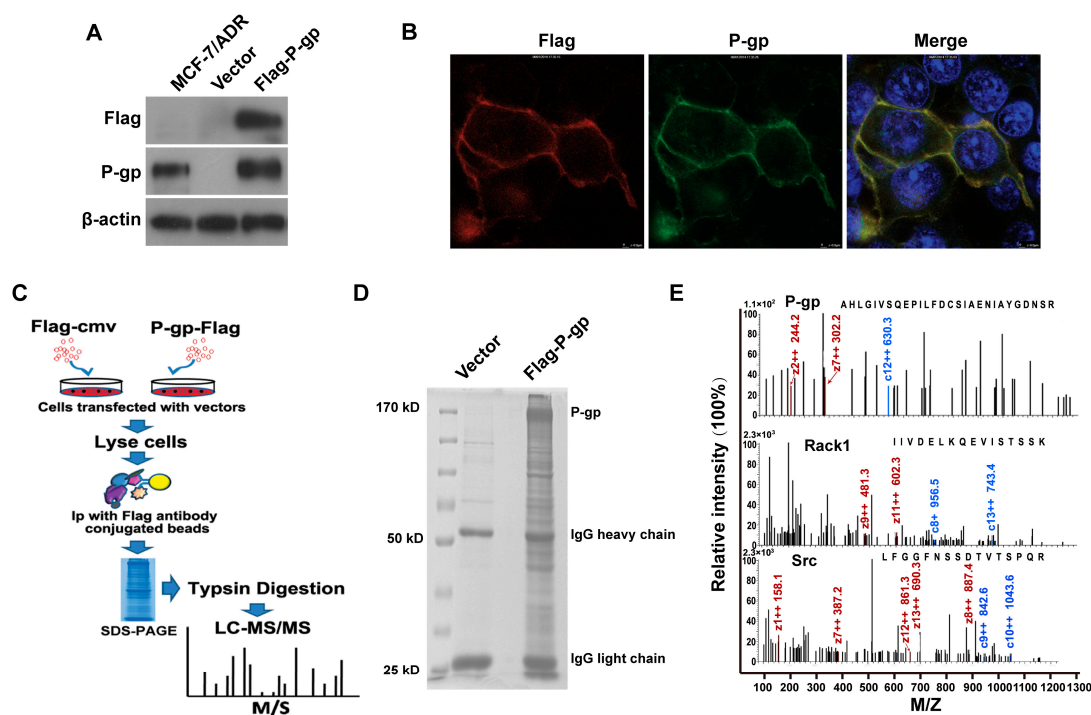 A
MCF-7/ADR
Vector
Flag-P-gp
Flag
P-gp
β-actin
B
Flag
P-gp
Merge
C
Flag-cmv
P-gp-Flag
Cells transfected with vectors
Lyse cells
Ip with Flag antibody
conjugated beads
Typsin Digestion
SDS-PAGE
LC-MS/MS
M/S
D
Vector
Flag-P-gp
170 kD
P-gp
50 kD
IgG heavy chain
25 kD
IgG light chain
E
Relative intensity (100%)
1.1×10²
P-gp
AHLGIVSQEPILFDCSIAENIAYGDNSR
100
80
60
40
20
0
z2++ 244.2
z7++ 302.2
c12++ 630.3
2.3×10³
Rack1
IIVDELKQEVISTSSK
100
80
60
40
20
0
z9++ 481.3
z11++ 602.3
c8+ 956.5
c13++ 743.4
2.3×10³
Src
LFGGFNSSDTVTSPQR
100
80
60
40
20
0
z1++ 158.1
z7++ 387.2
z12++ 861.3
z13++ 690.3
z8++ 887.4
c9++ 842.6
c10++ 1043.6
100 200 300 400 500 600 700 800 900 1000 1100 1200 1300
M/Z